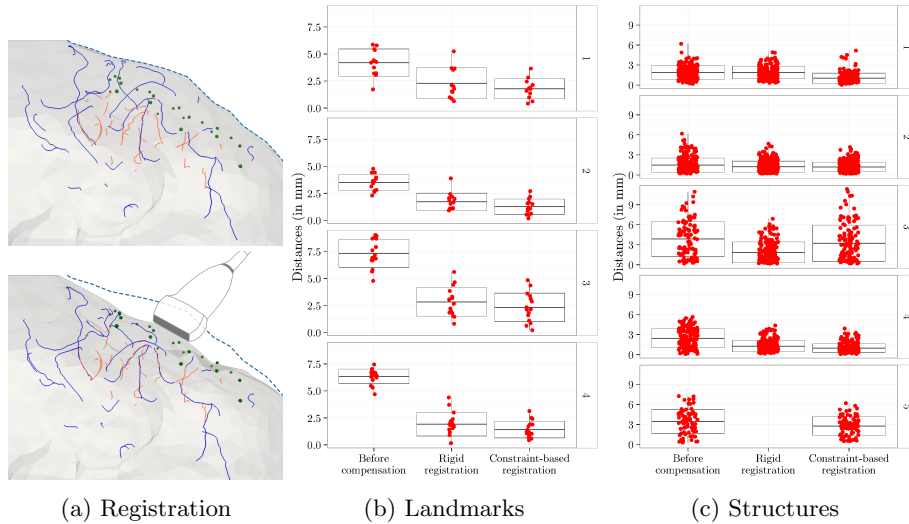 7.5
5.0
2.5
0.0
1
7.5
5.0
2.5
0.0
2
7.5
5.0
2.5
0.0
3
7.5
5.0
2.5
0.0
4
Distances (in mm)
Before
compensation
Rigid
registration
Constraint-based
registration
9
6
3
0
1
9
6
3
0
2
9
6
3
0
3
9
6
3
0
4
9
6
3
0
5
Distances (in mm)
Before
compensation
Rigid
registration
Constraint-based
registration
(a) Registration
(b) Landmarks
(c) Structures